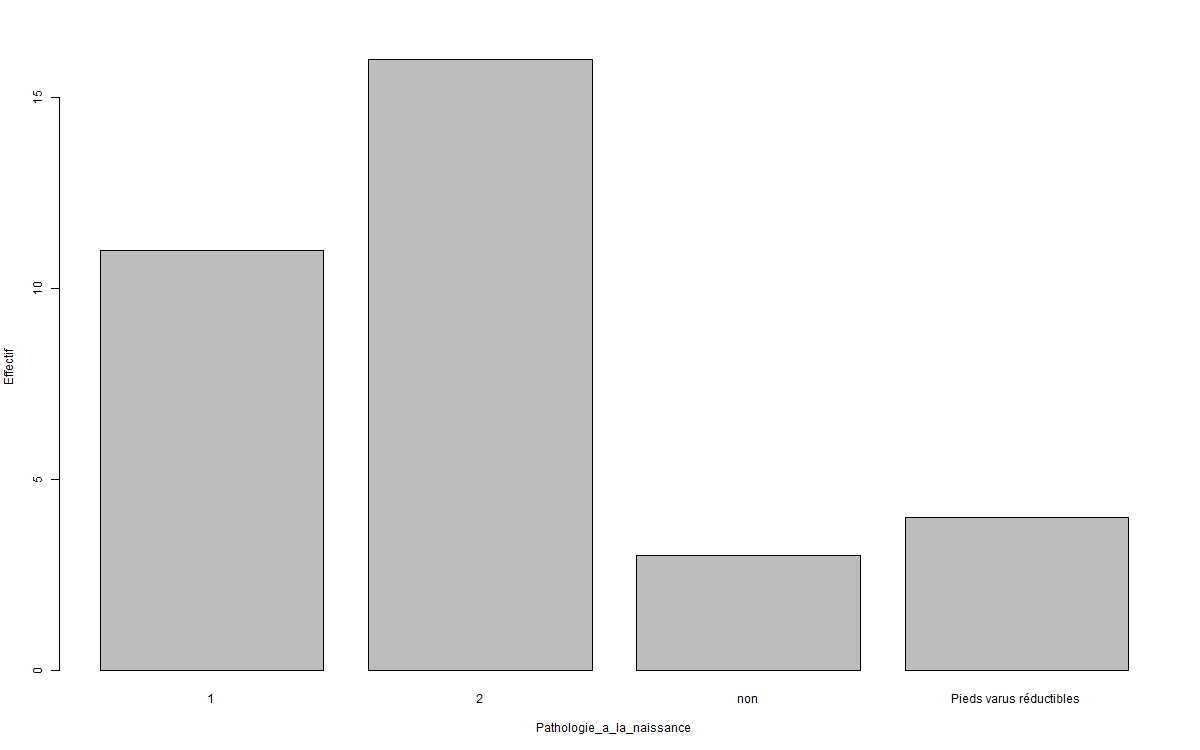 15
10
5
0
Effectif
1 2 non Pieds varus réductibles
Pathologie_a_la_naissance